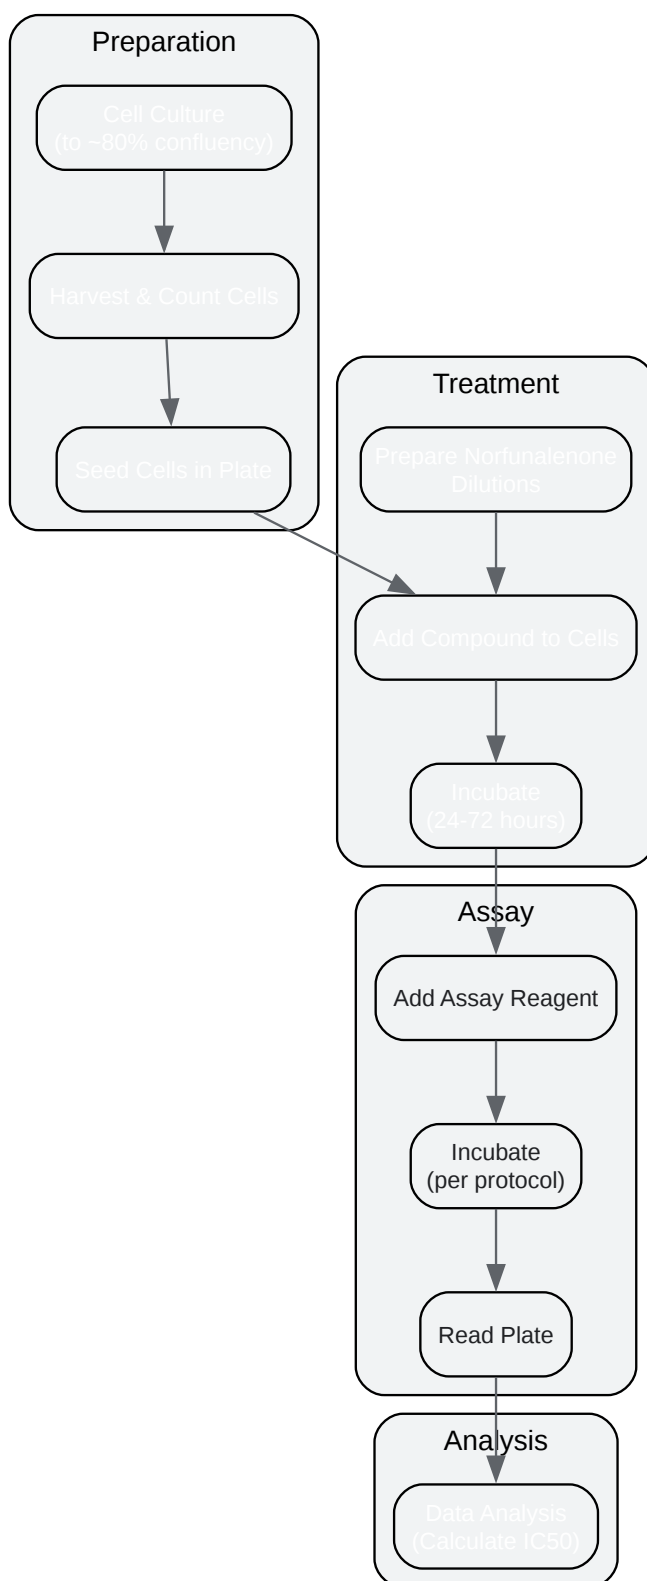 Preparation
Cell Culture
(to ~80% confluency)
Harvest & Count Cells
Seed Cells in Plate
Treatment
Prepare Norfunalenone
Dilutions
Add Compound to Cells
Incubate
(24-72 hours)
Assay
Add Assay Reagent
Incubate
(per protocol)
Read Plate
Analysis
Data Analysis
(Calculate IC50)